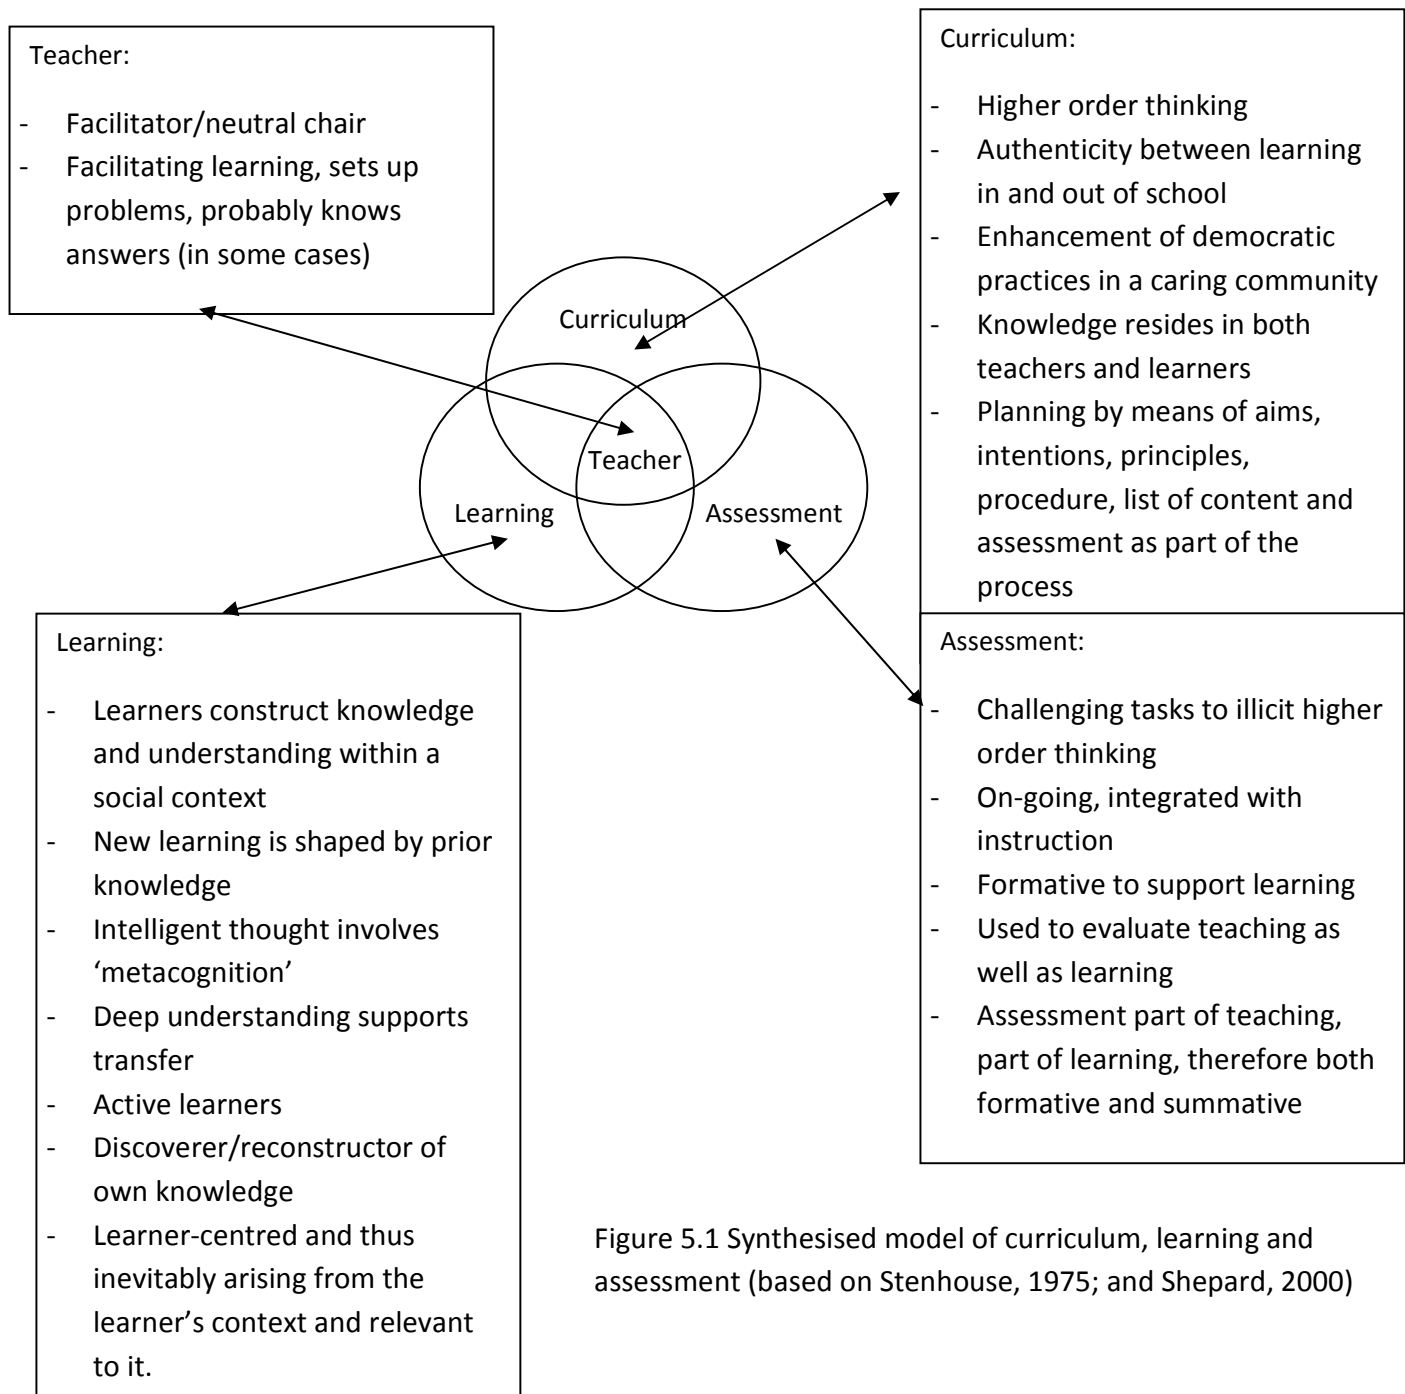 Teacher:
- Facilitator/neutral chair
- Facilitating learning, sets up
problems, probably knows
answers (in some cases)
Curriculum:
- Higher order thinking
- Authenticity between learning
in and out of school
- Enhancement of democratic
practices in a caring community
- Knowledge resides in both
teachers and learners
- Planning by means of aims,
intentions, principles,
procedure, list of content and
assessment as part of the
process
Curriculum
Teacher
Learning
Assessment
Learning:
- Learners construct knowledge
and understanding within a
social context
- New learning is shaped by prior
knowledge
- Intelligent thought involves
‘metacognition’
- Deep understanding supports
transfer
- Active learners
- Discoverer/reconstructor of
own knowledge
- Learner-centred and thus
inevitably arising from the
learner’s context and relevant
to it.
Assessment:
- Challenging tasks to illicit higher
order thinking
- On-going, integrated with
instruction
- Formative to support learning
- Used to evaluate teaching as
well as learning
- Assessment part of teaching,
part of learning, therefore both
formative and summative
Figure 5.1 Synthesised model of curriculum, learning and
assessment (based on Stenhouse, 1975; and Shepard, 2000)